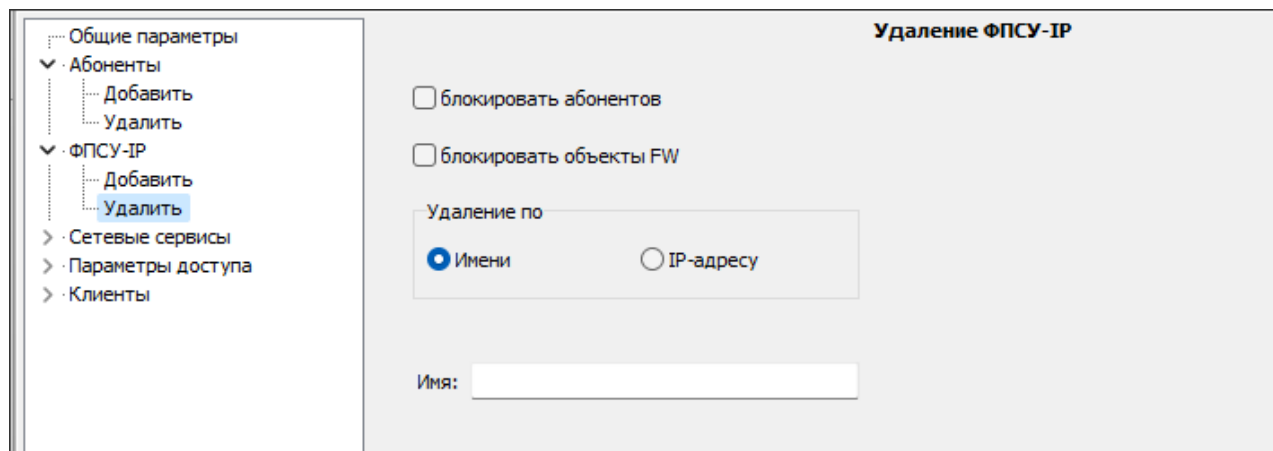 Общие параметры
Абоненты
Добавить
Удалить
ФПСУ-IP
Добавить
Удалить
Сетевые сервисы
Параметры доступа
Клиенты
Удаление ФПСУ-IP
блокировать абонентов
блокировать объекты FW
Удаление по
Имени IP-адресу
Имя: